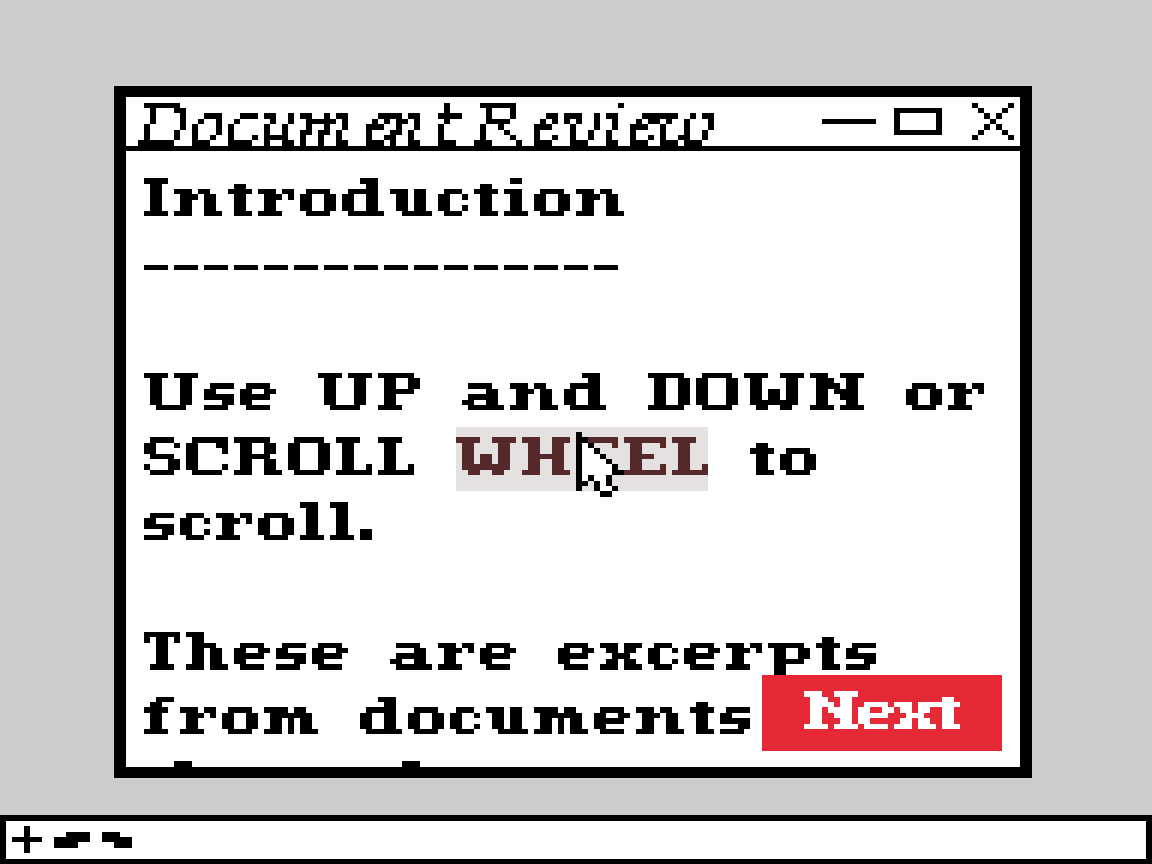 Document Review
Introduction
----------------
Use UP and DOWN or
SCROLL WHEEL to
scroll.
These are excerpts
from documents
Next